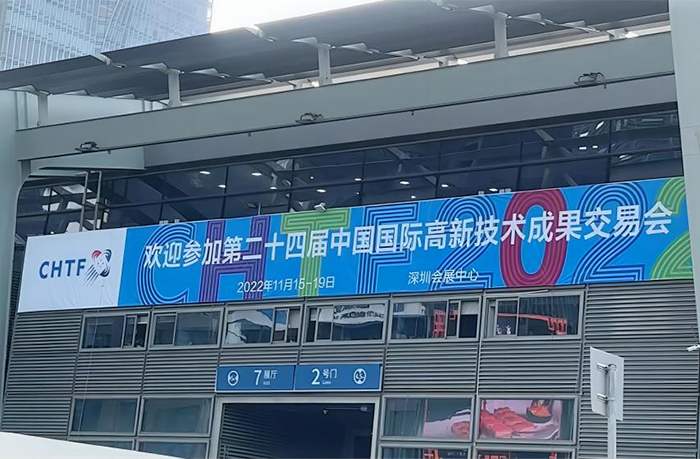 CHTF
欢迎参加第二十四届中国国际高新技术成果交易会
CHTF2022
2022年11月15-19日
深圳会展中心
7展厅
2号门